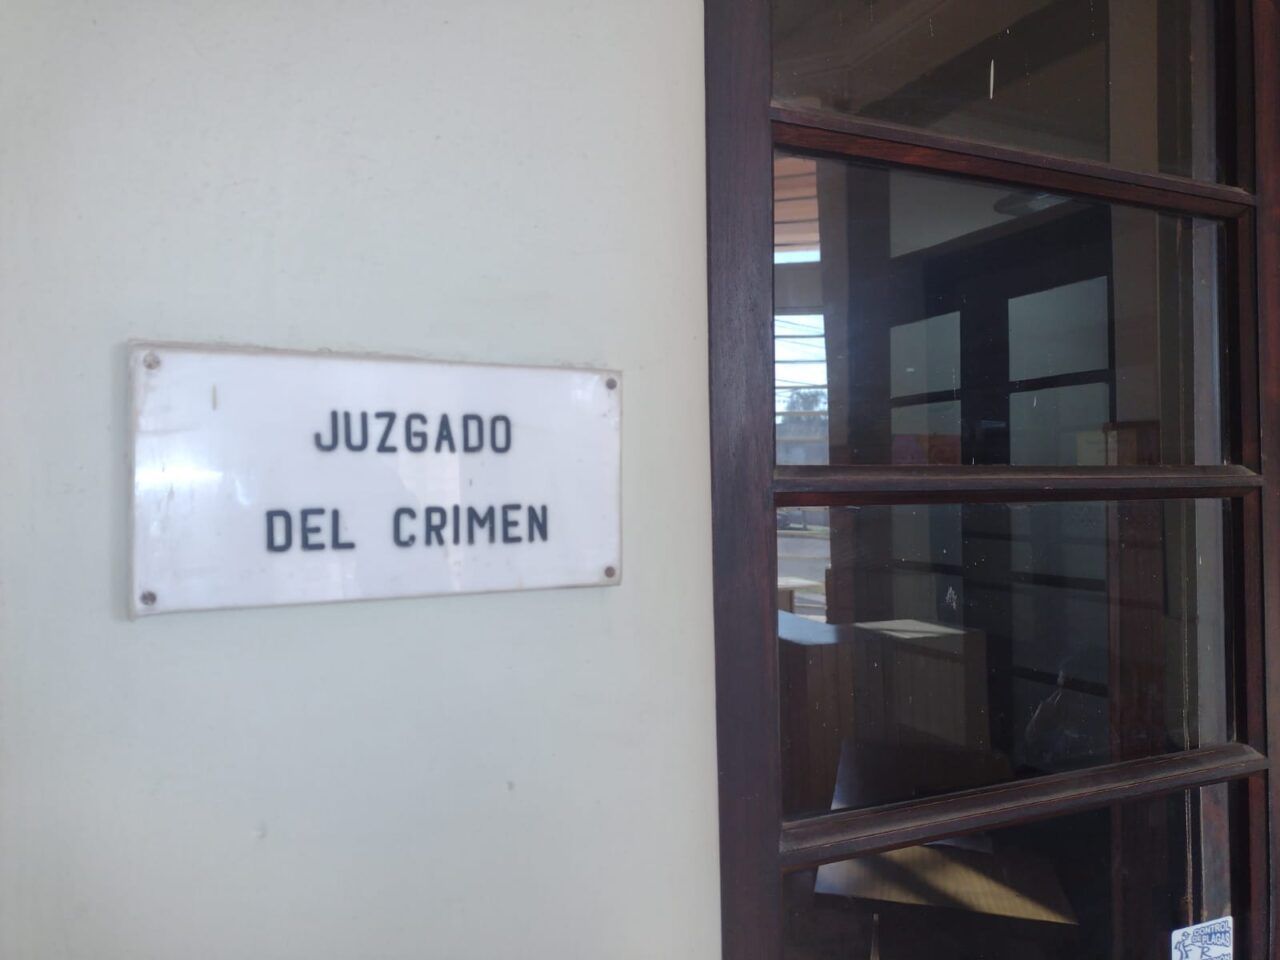 JUZGADO
DEL CRIMEN
CONTROL
DE PLAGAS